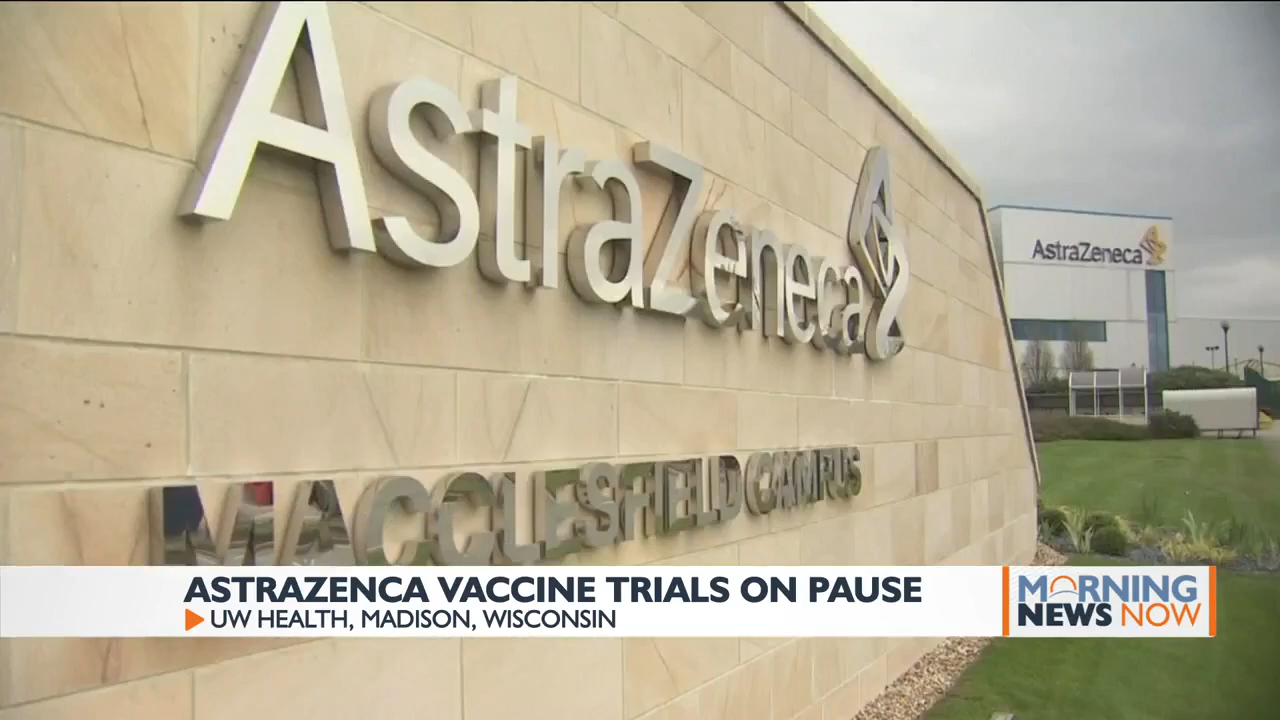 AstraZeneca
AstraZeneca
MACCLESFIELD CAMPUS
ASTRAZENCA VACCINE TRIALS ON PAUSE
UW HEALTH, MADISON, WISCONSIN
MORNING
NEWS NOW